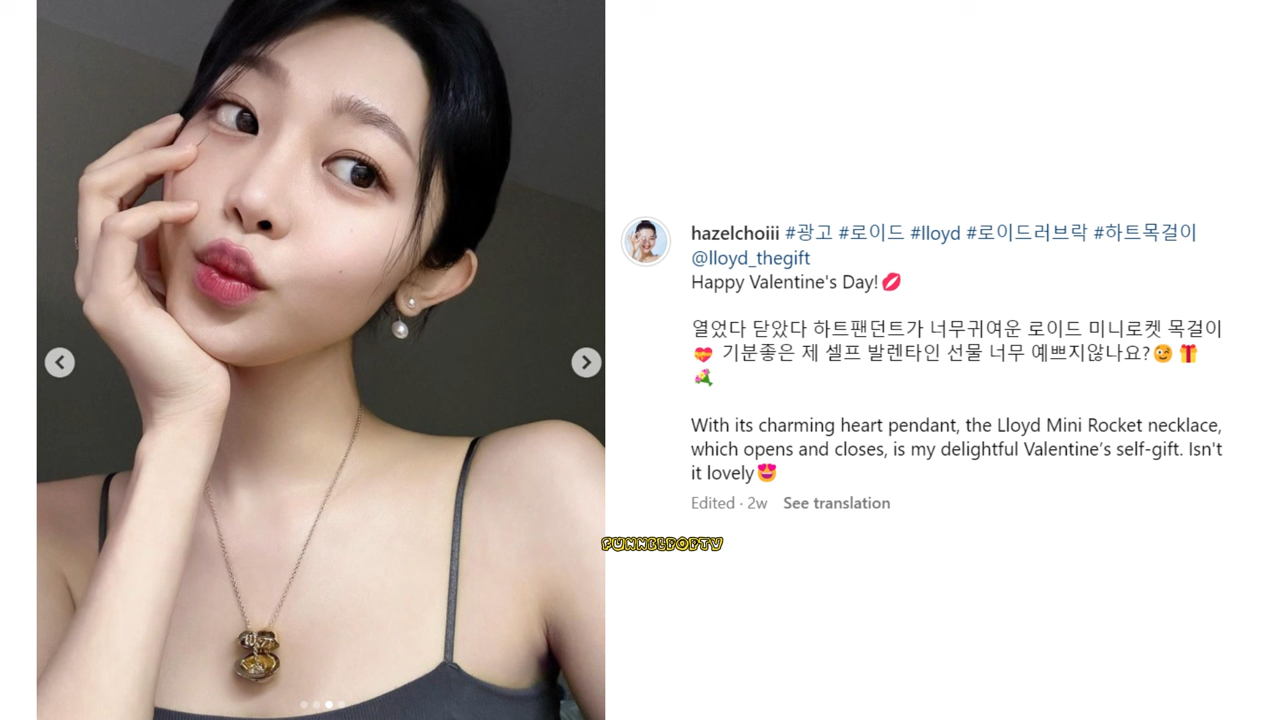 hazelchoiii #광고 #로이드 #lloyd #로이드러브락 #하트목걸이
@lloyd_thegift
Happy Valentine's Day!💋
열었다 닫았다 하트팬던트가 너무귀여운 로이드 미니로켓 목걸이
💝 기분좋은 제 셀프 발렌타인 선물 너무 예쁘지않나요?😉 🎁
💐
With its charming heart pendant, the Lloyd Mini Rocket necklace,
which opens and closes, is my delightful Valentine’s self-gift. Isn't
it lovely😍
Edited · 2w See translation
FUNNELPOPTV